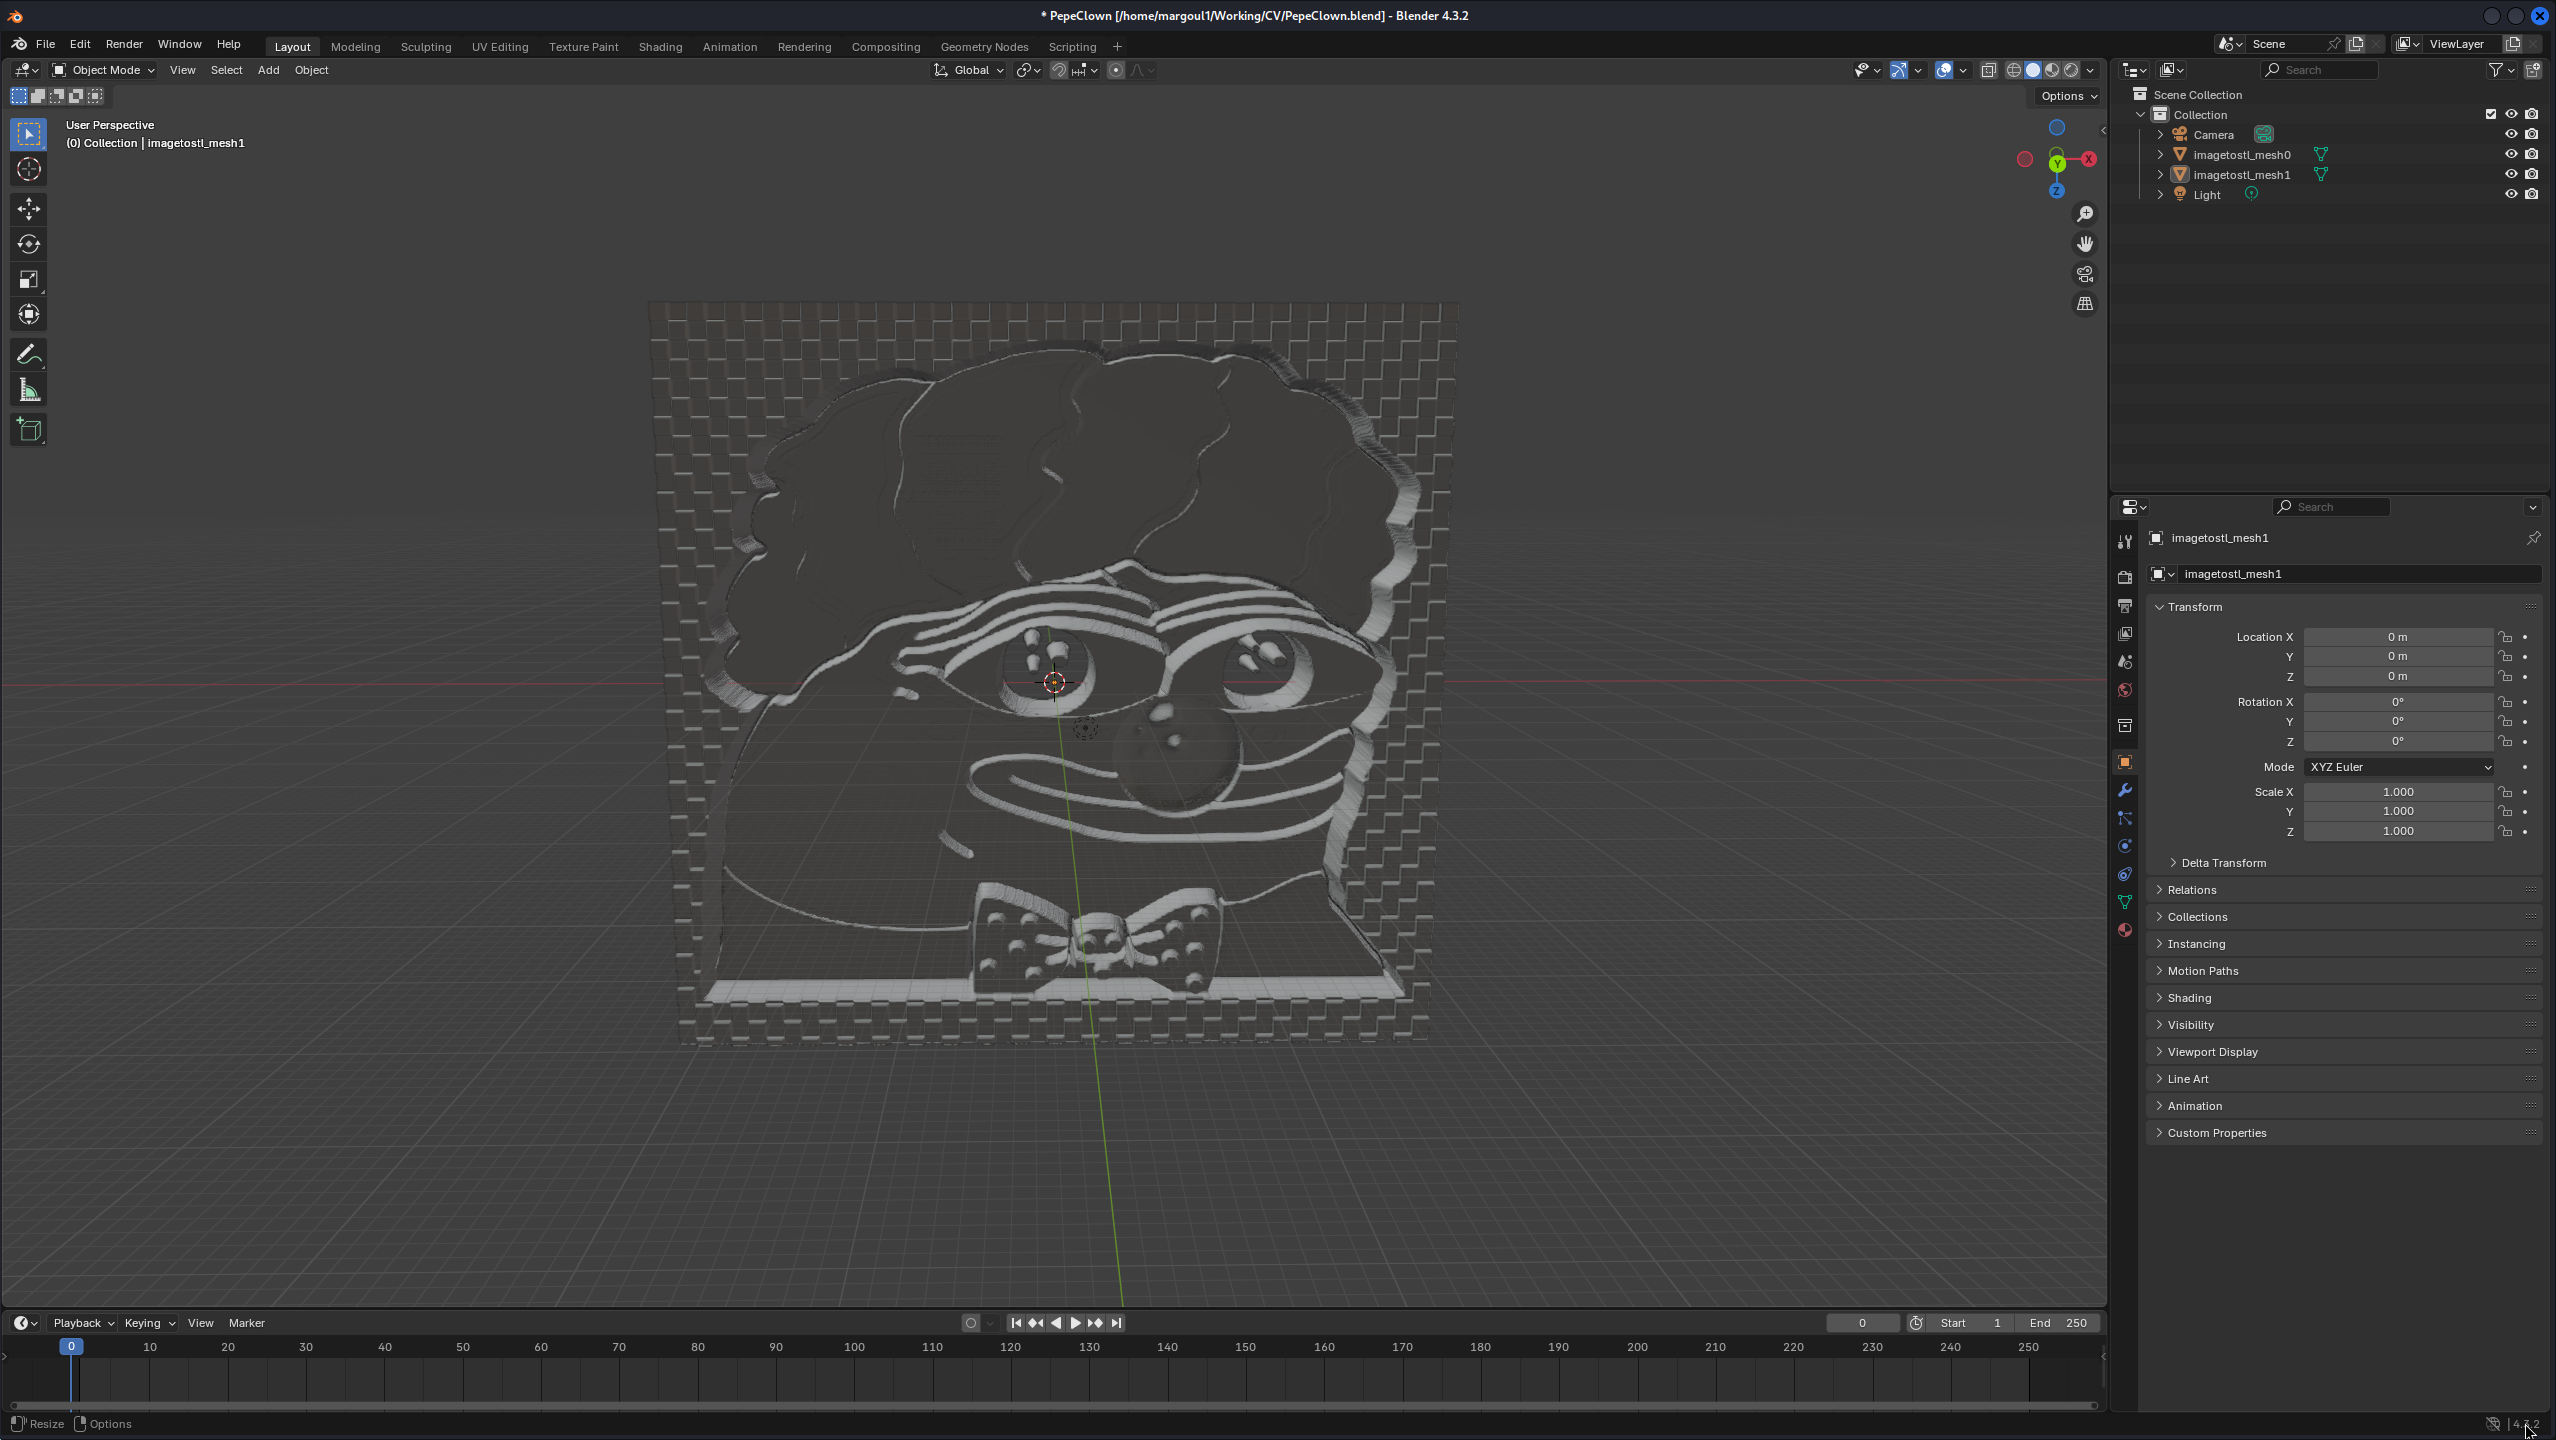 * PepeClown [/home/margoul1/Working/CV/PepeClown.blend] - Blender 4.3.2
File Edit Render Window Help Layout Modeling Sculpting UV Editing Texture Paint Shading Animation Rendering Compositing Geometry Nodes Scripting + Scene ViewLayer
Object Mode View Select Add Object Global Search
Options
User Perspective
(0) Collection | imagetostl_mesh1
X
Y
Z
Scene Collection
Collection
Camera
imagetostl_mesh0
imagetostl_mesh1
Light
Search
imagetostl_mesh1
imagetostl_mesh1
Transform
Location X 0 m
Y 0 m
Z 0 m
Rotation X 0°
Y 0°
Z 0°
Mode XYZ Euler
Scale X 1.000
Y 1.000
Z 1.000
Delta Transform
Relations
Collections
Instancing
Motion Paths
Shading
Visibility
Viewport Display
Line Art
Animation
Custom Properties
Playback Keying View Marker 0 Start 1 End 250
0 10 20 30 40 50 60 70 80 90 100 110 120 130 140 150 160 170 180 190 200 210 220 230 240 250
Resize Options